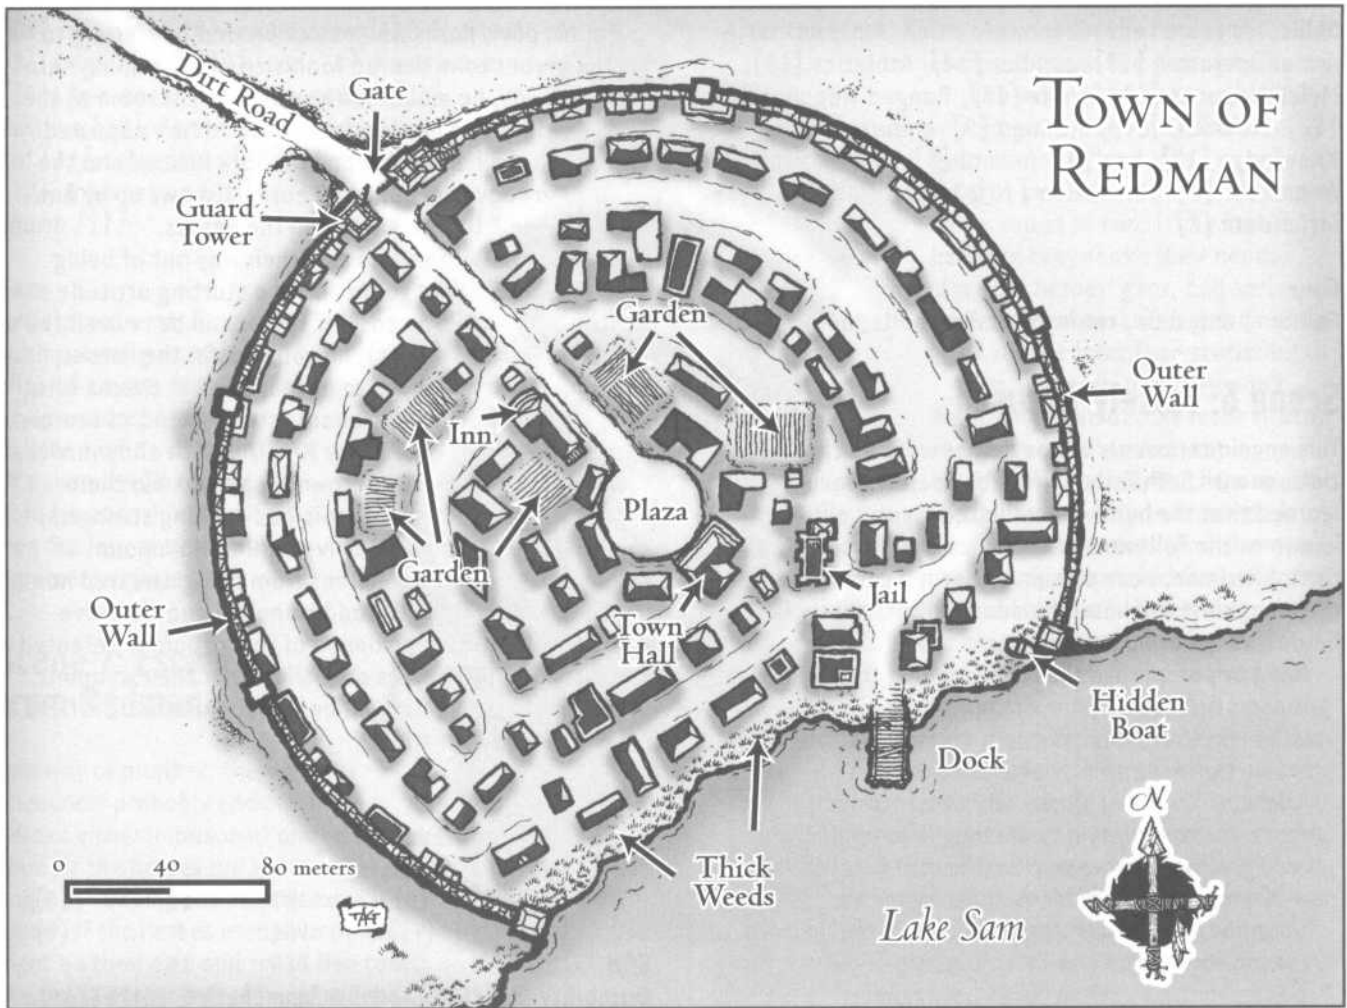 TOWN OF
REDMAN
Dirt Road
Gate
Guard
Tower
Garden
Outer
Wall
Inn
Plaza
Garden
Jail
Outer
Wall
Town
Hall
Hidden
Boat
Dock
Thick
Weeds
Lake Sam
N
0 40 80 meters